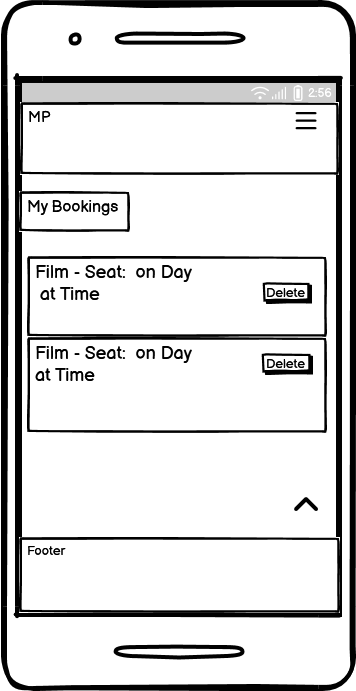 2:56
MP
My Bookings
Film - Seat: on Day
at Time
Delete
Film - Seat: on Day
at Time
Delete
Footer